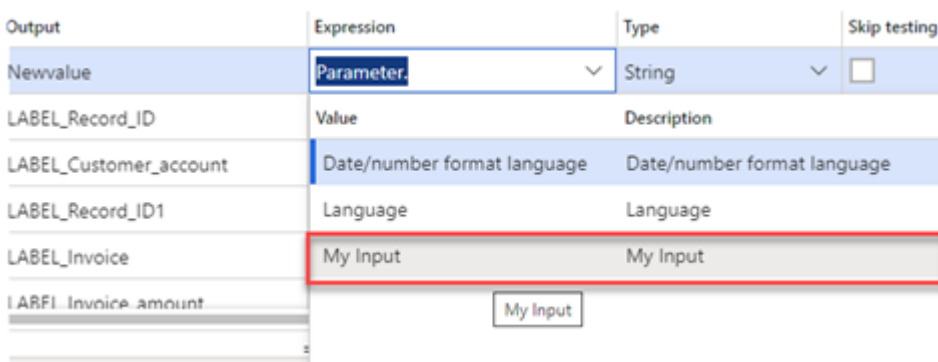 Output Expression Type Skip testing
Newvalue Parameter. String
LABEL_Record_ID Value Description
LABEL_Customer_account Date/number format language Date/number format language
LABEL_Record_ID1 Language Language
LABEL_Invoice My Input My Input
LABEL_Invoice_amount My Input